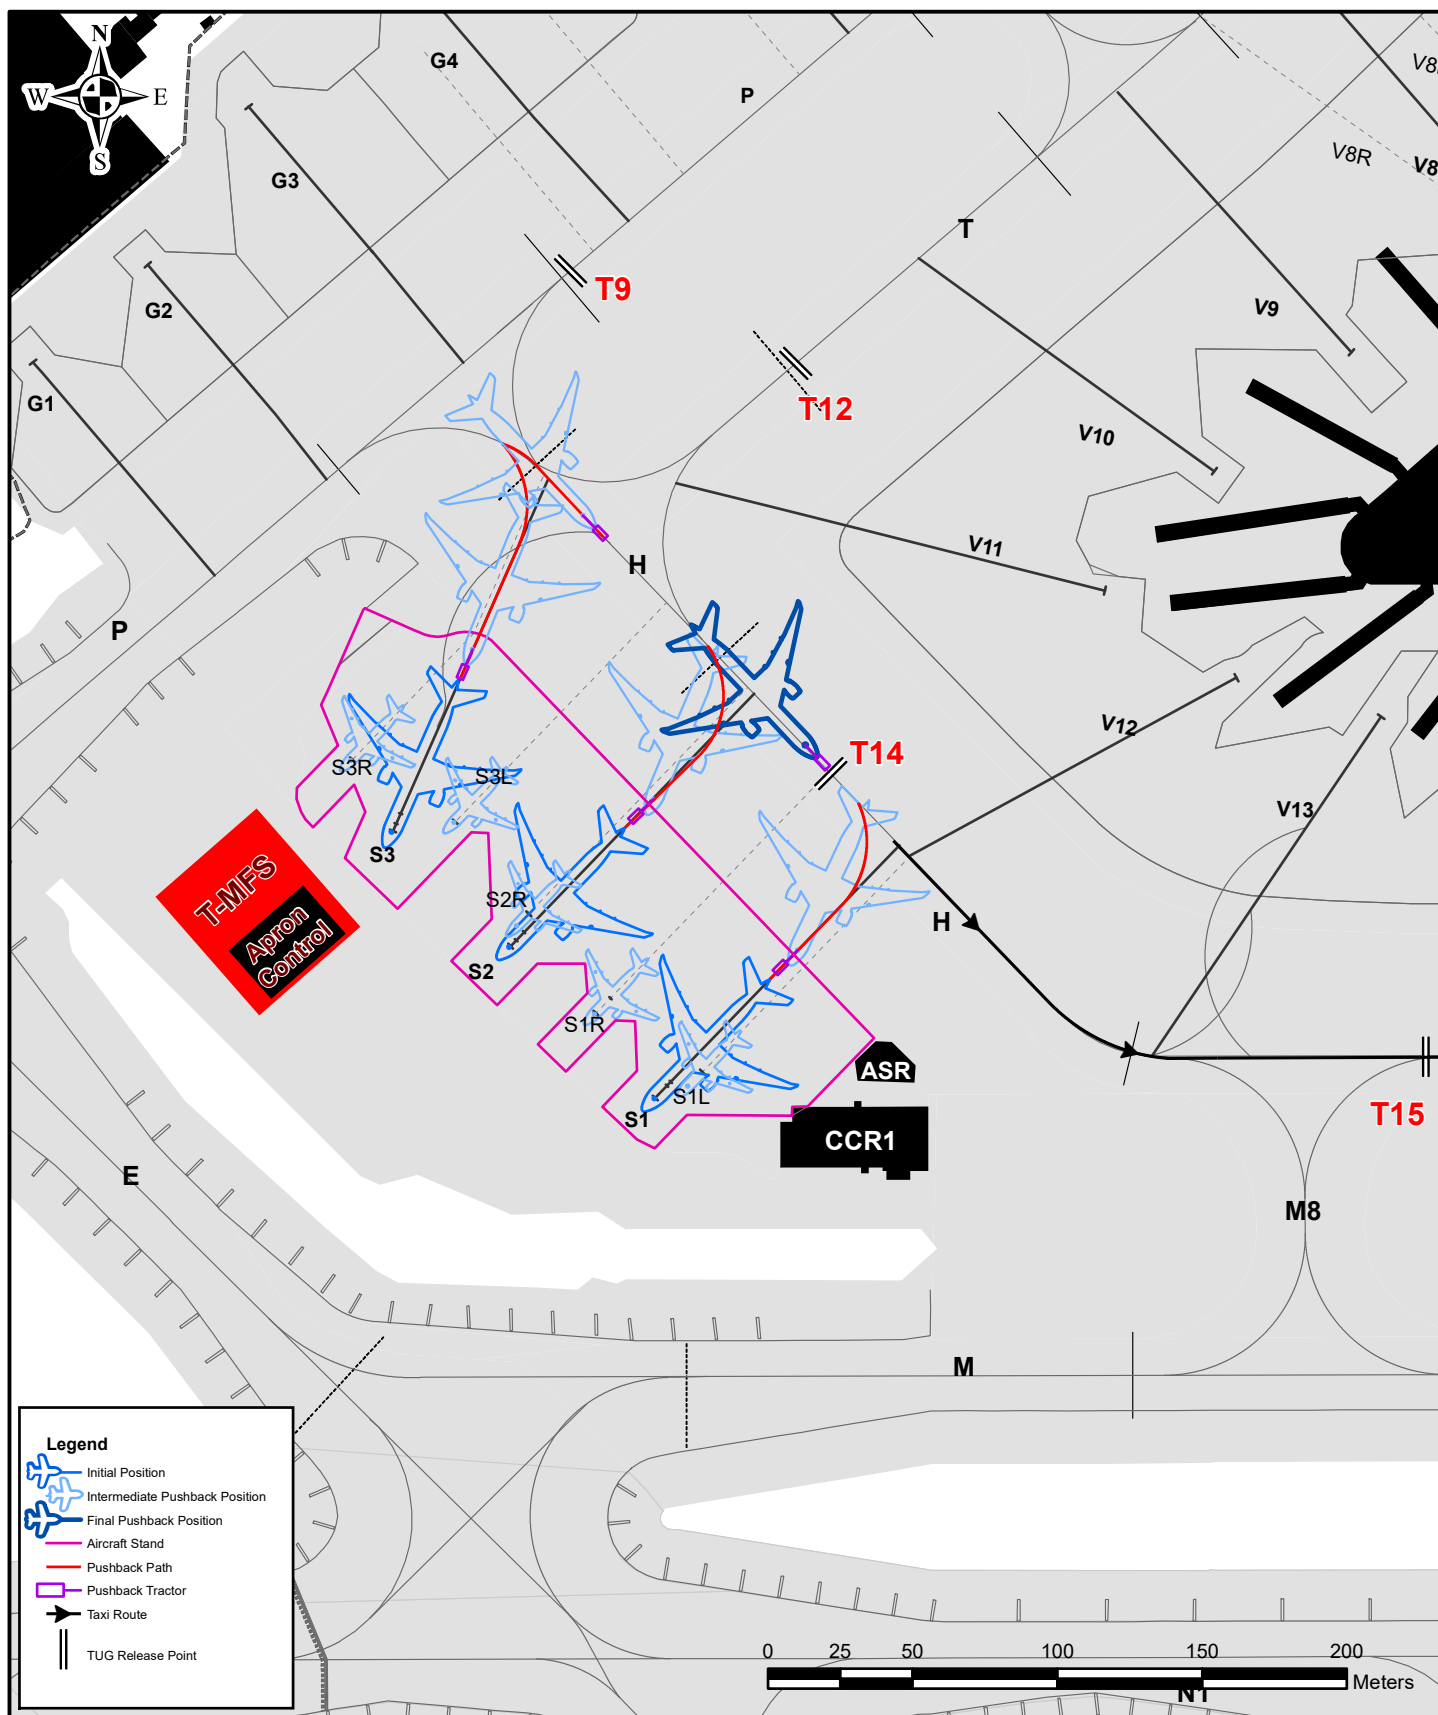 N
W
E
S
G4
P
V8
V8R
V8
G3
T
T9
V9
G2
G1
T12
V10
V11
H
P
V12
T14
S3R
S3L
V13
S3
T-MFS
Apron
Control
S2R
H
S2
S1R
ASR
S1L
S1
CCR1
T15
E
M8
M
Legend
Initial Position
Intermediate Pushback Position
Final Pushback Position
Aircraft Stand
Pushback Path
Pushback Tractor
Taxi Route
TUG Release Point
0 25 50 100 150 200
Meters
N1